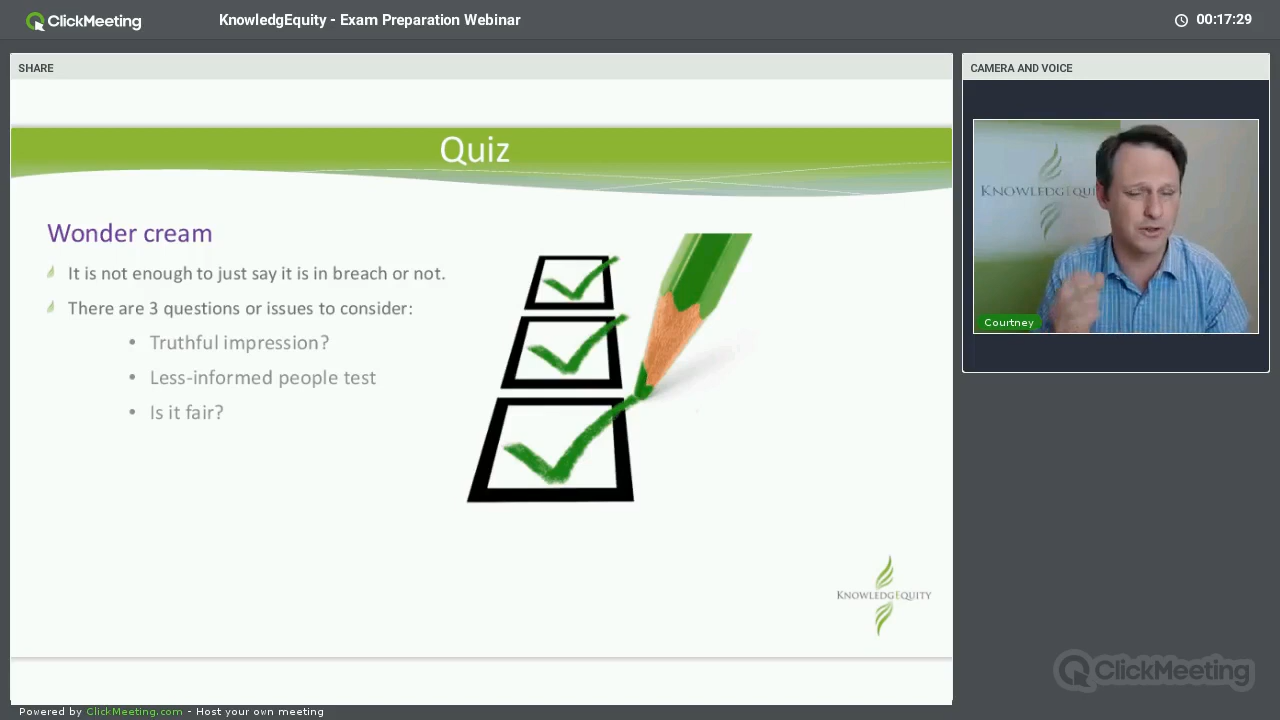 ClickMeeting
KnowledgEquity - Exam Preparation Webinar
00:17:29
SHARE
CAMERA AND VOICE
Quiz
Wonder cream
It is not enough to just say it is in breach or not.
There are 3 questions or issues to consider:
• Truthful impression?
• Less-informed people test
• Is it fair?
KNOWLEDGEQUI
Courtney
KNOWLEDGEQUITY
ClickMeeting
Powered by ClickMeeting.com - Host your own meeting